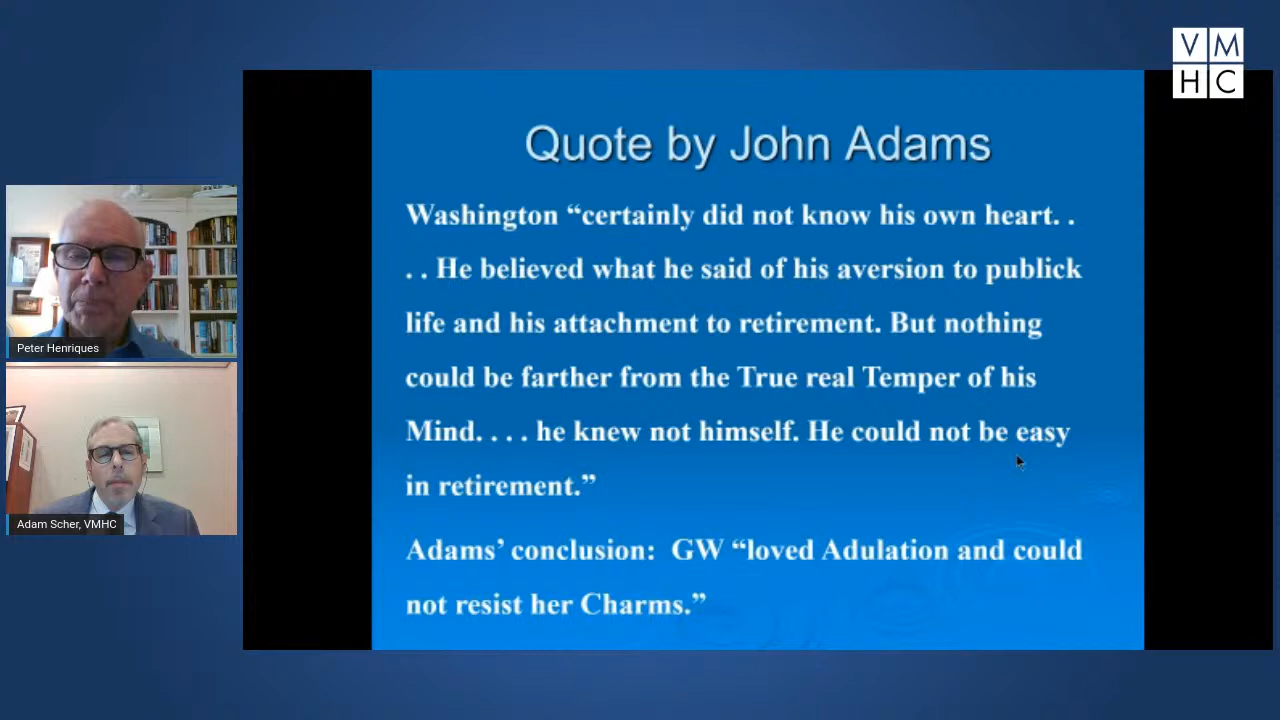 V M
H C
Quote by John Adams
Washington “certainly did not know his own heart. .
. . He believed what he said of his aversion to publick
life and his attachment to retirement. But nothing
could be farther from the True real Temper of his
Mind. . . . he knew not himself. He could not be easy
in retirement.”
Adams’ conclusion:  GW “loved Adulation and could
not resist her Charms.”
Peter Henriques
Adam Scher, VMHC